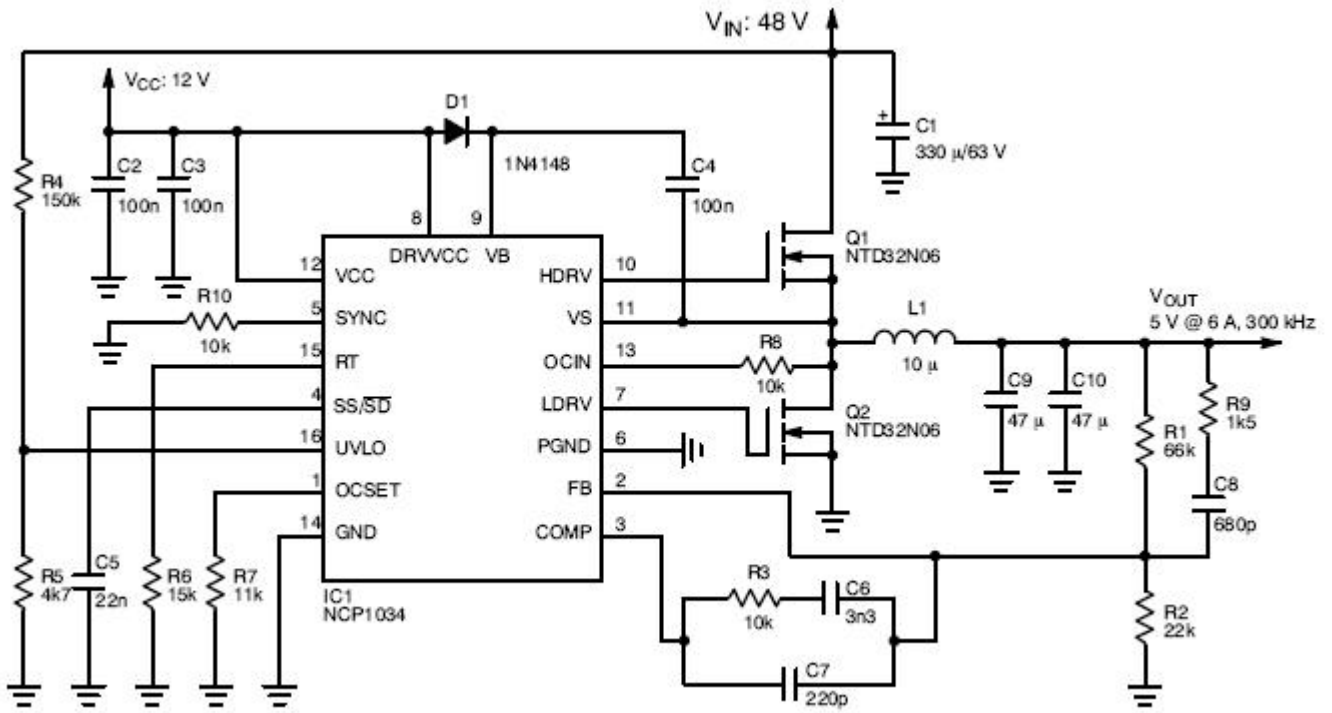 VIN: 48 V
VCC: 12 V
D1
1N4148
C1
+
330 µ/63 V
R4
150k
C2
100n
C3
100n
C4
100n
8
9
DRVVCC
VB
12
VCC
HDRV
10
Q1
NTD32N06
R10
10k
5
SYNC
VS
11
VOUT
5 V @ 6 A, 300 kHz
L1
10 µ
15
RT
OCIN
13
R8
10k
4
SS/SD
LDRV
7
Q2
NTD32N06
C9
47 µ
C10
47 µ
R9
1k5
R1
66k
16
UVLO
PGND
6
1
OCSET
FB
2
C8
680p
14
GND
COMP
3
R5
4k7
C5
22n
R6
15k
R7
11k
IC1
NCP1034
R3
10k
C6
3n3
R2
22k
C7
220p